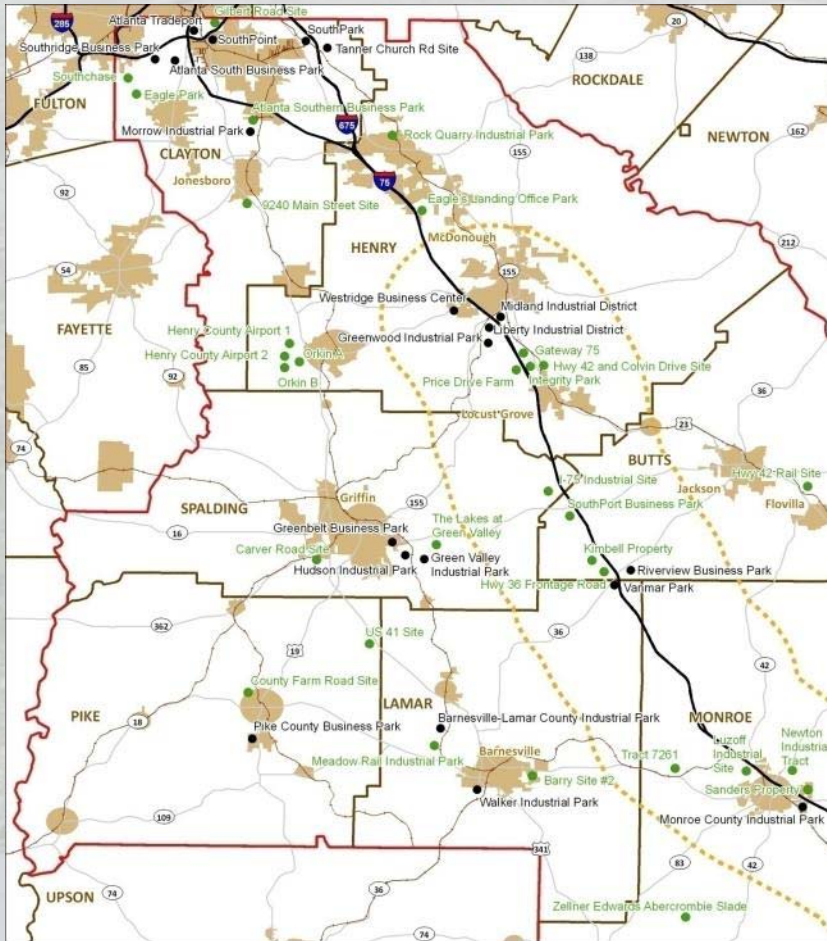 285
Atlanta Tradeport
Gilbert Road Site
SouthPark
20
Southridge Business Park
SouthPoint
Tanner Church Rd Site
138
Atlanta South Business Park
Southchase
ROCKDALE
Eagle Park
FULTON
Atlanta Southern Business Park
675
Morrow Industrial Park
Rock Quarry Industrial Park
NEWTON
162
CLAYTON
155
Jonesboro
75
92
9240 Main Street Site
Eagle's Landing Office Park
McDonough
212
HENRY
54
155
Westridge Business Center
Midland Industrial District
FAYETTE
Henry County Airport 1
Liberty Industrial District
Greenwood Industrial Park
Henry County Airport 2
Orkin A
Gateway 75
85
92
Orkin B
Hwy 42 and Colvin Drive Site
Price Drive Farm
Integrity Park
36
Locust Grove
23
74
BUTTS
I-75 Industrial Site
Hwy 42 Rail Site
Jackson
Griffin
155
SouthPort Business Park
Flovilla
SPALDING
16
Greenbelt Business Park
The Lakes at
Green Valley
Carver Road Site
Kimbell Property
Hudson Industrial Park
Green Valley
Industrial Park
Riverview Business Park
Hwy 36 Frontage Road
Vanmar Park
362
US 41 Site
36
19
42
County Farm Road Site
LAMAR
PIKE
18
Pike County Business Park
Barnesville-Lamar County Industrial Park
MONROE
Meadow Rail Industrial Park
Barnesville
Tract 7261
Luzoff
Industrial
Site
Newton
Industrial
Tract
Barry Site #2
Sanders Property
Walker Industrial Park
Monroe County Industrial Park
109
341
83
42
UPSON
74
36
Zellner Edwards Abercrombie Slade
74